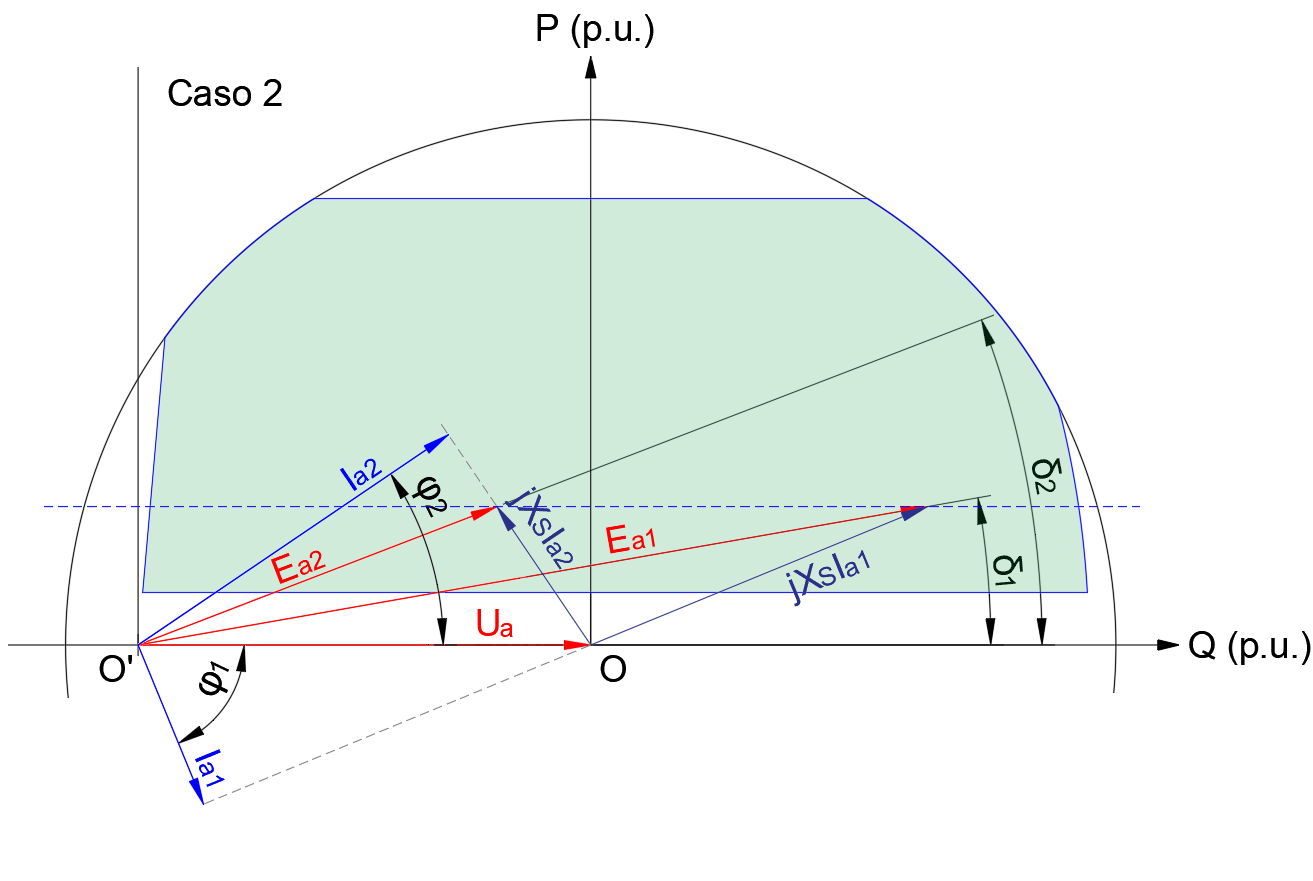 P (p.u.)
Caso 2
Ia2
φ2
δ2
jXSIa2
Ea1
Ea2
jXSIa1
δ1
Ua
Q (p.u.)
O'
O
φ1
Ia1